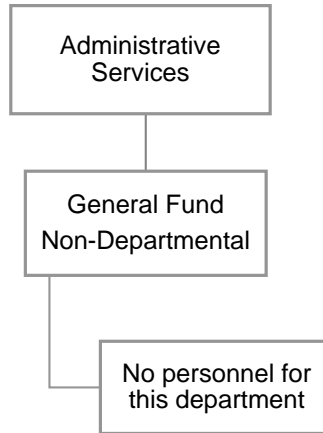 Administrative
Services
General Fund
Non-Departmental
No personnel for
this department